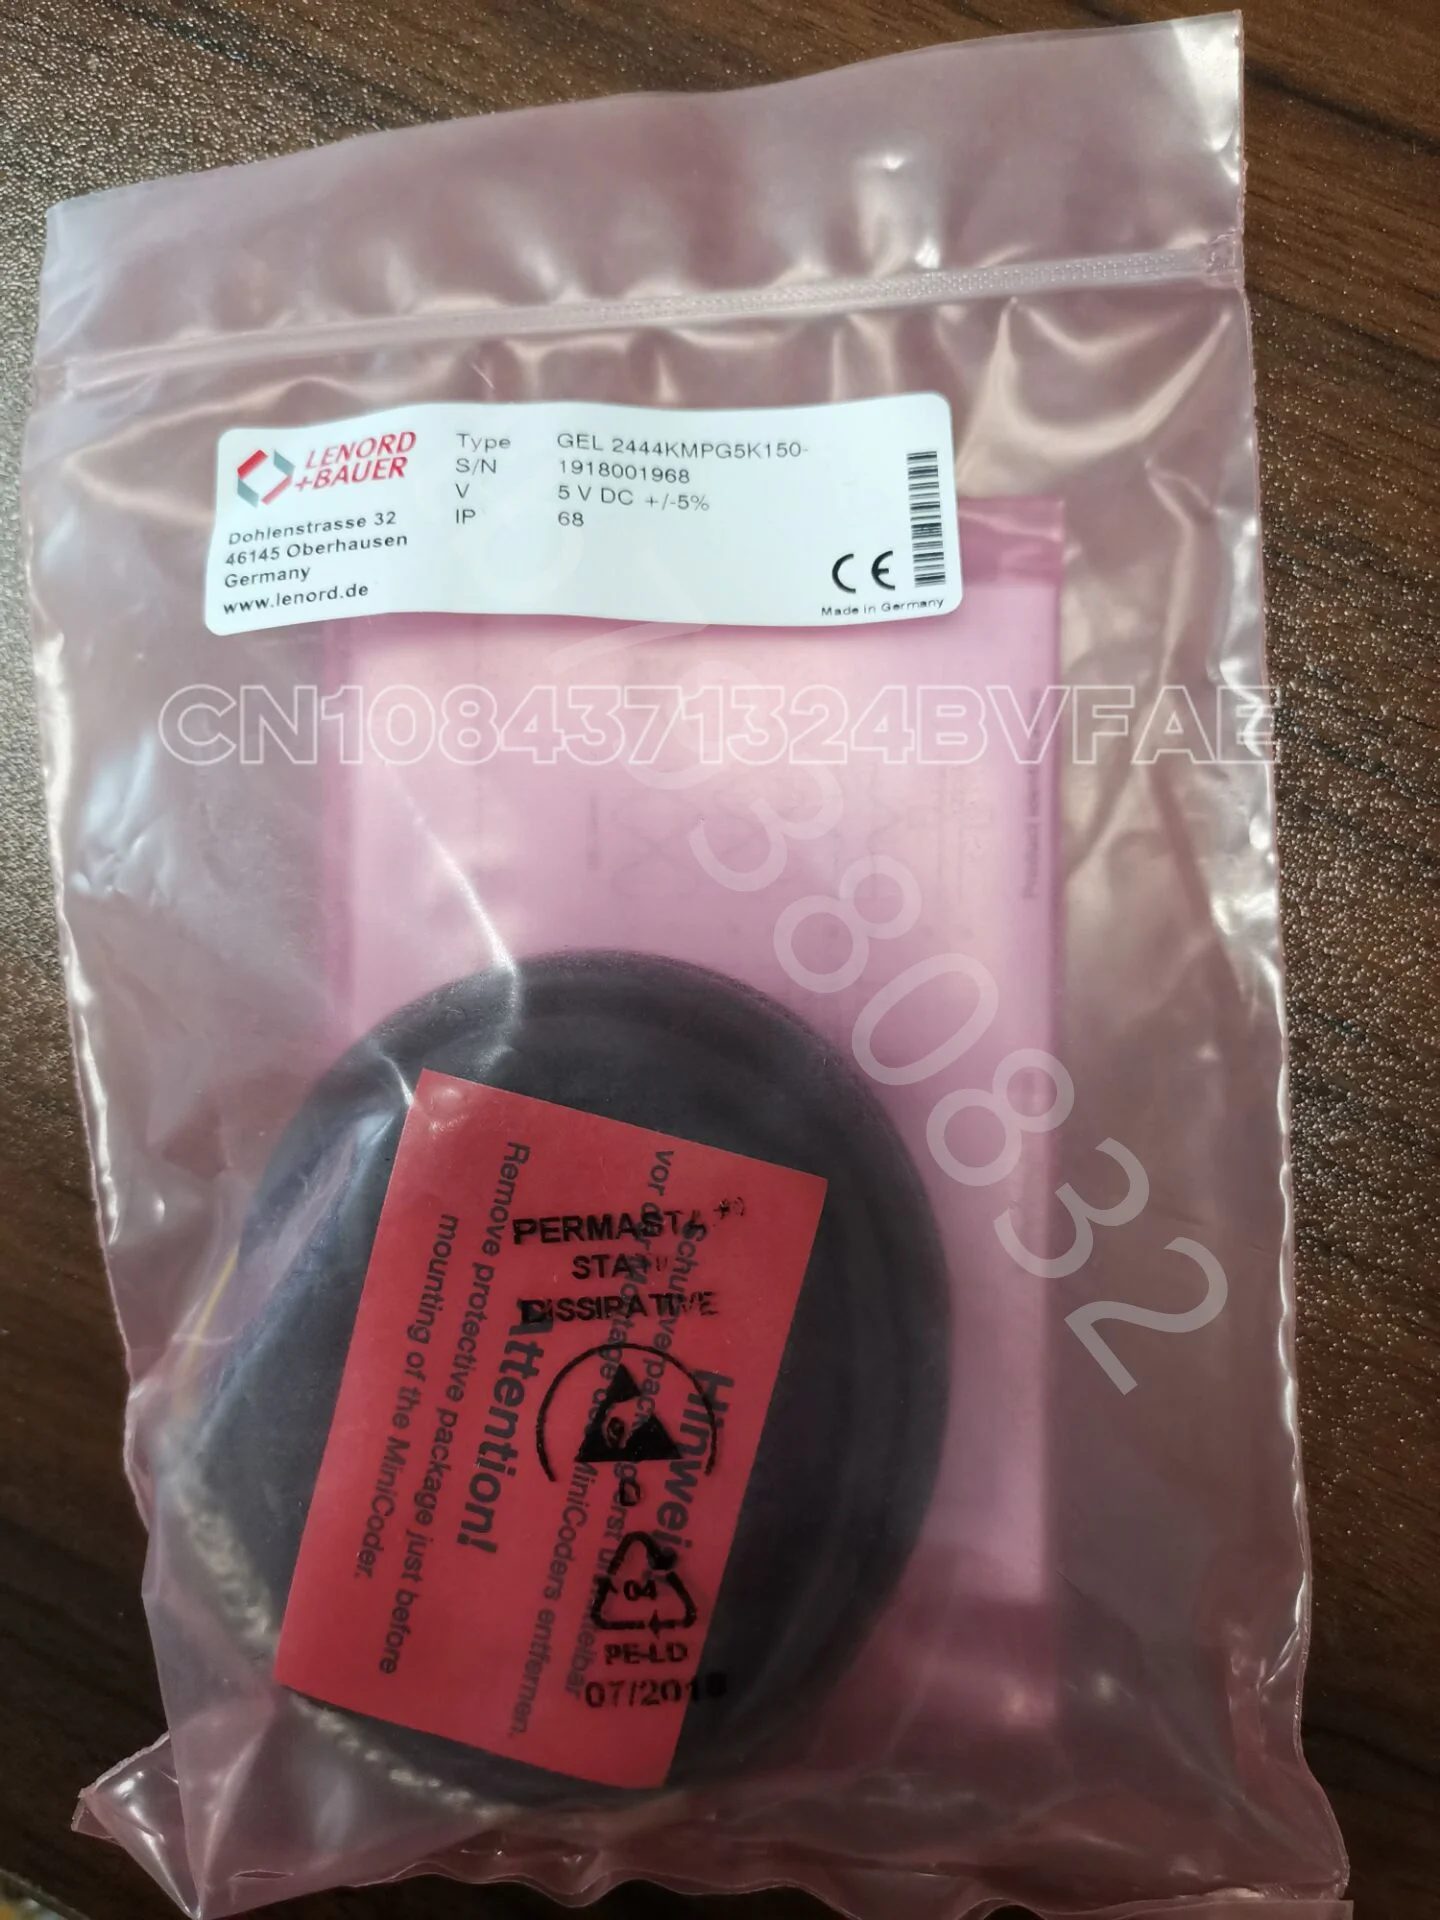 LENORD
+BAUER
Dohlenstrasse 32
46145 Oberhausen
Germany
www.lenord.de
Type GEL 2444KMPG5K150-
S/N 1918001968
V 5 V DC +/-5%
IP 68
CE
Made in Germany
CN1084371324BVFAE
380832
PERMASTAT
DISSIPATIVE
Hinweis
MiniCoders entfernen.
Attention!
Remove protective package just before
mounting of the MiniCoder.
04
PE-LD